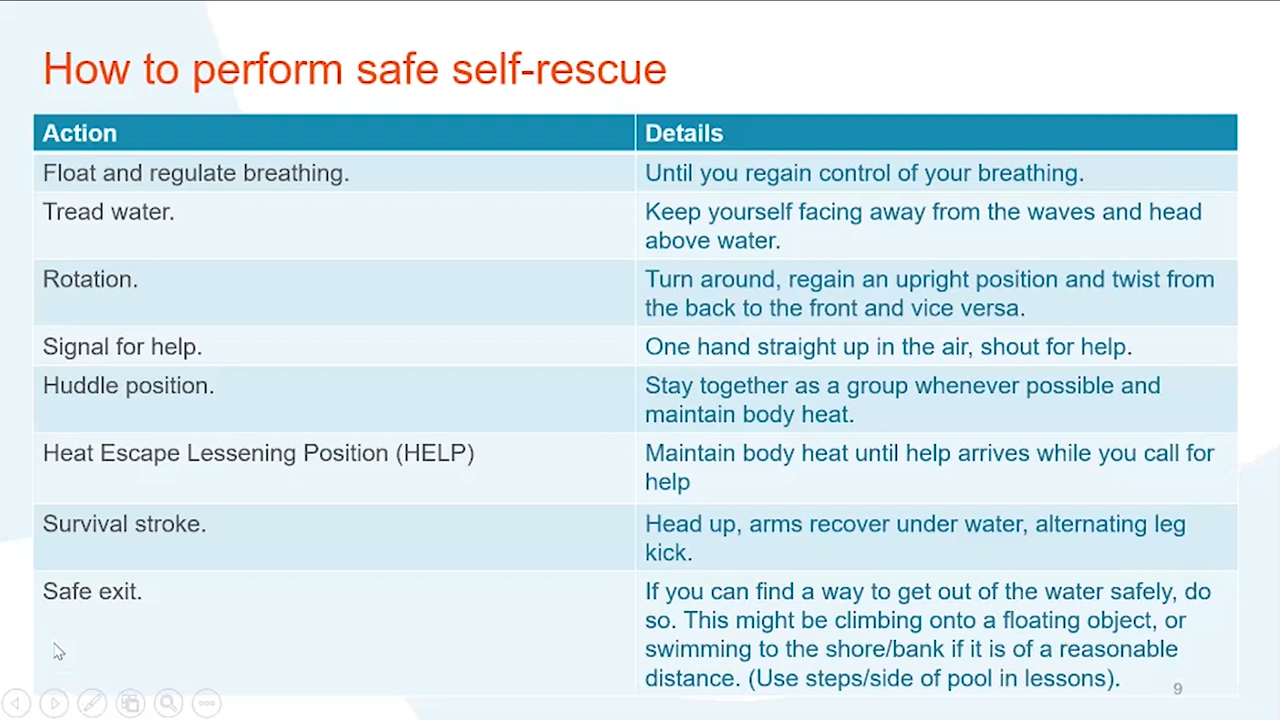 How to perform safe self-rescue
Action
Details
Float and regulate breathing.
Until you regain control of your breathing.
Tread water.
Keep yourself facing away from the waves and head
above water.
Rotation.
Turn around, regain an upright position and twist from
the back to the front and vice versa.
Signal for help.
One hand straight up in the air, shout for help.
Huddle position.
Stay together as a group whenever possible and
maintain body heat.
Heat Escape Lessening Position (HELP)
Maintain body heat until help arrives while you call for
help
Survival stroke.
Head up, arms recover under water, alternating leg
kick.
Safe exit.
If you can find a way to get out of the water safely, do
so. This might be climbing onto a floating object, or
swimming to the shore/bank if it is of a reasonable
distance. (Use steps/side of pool in lessons).
9